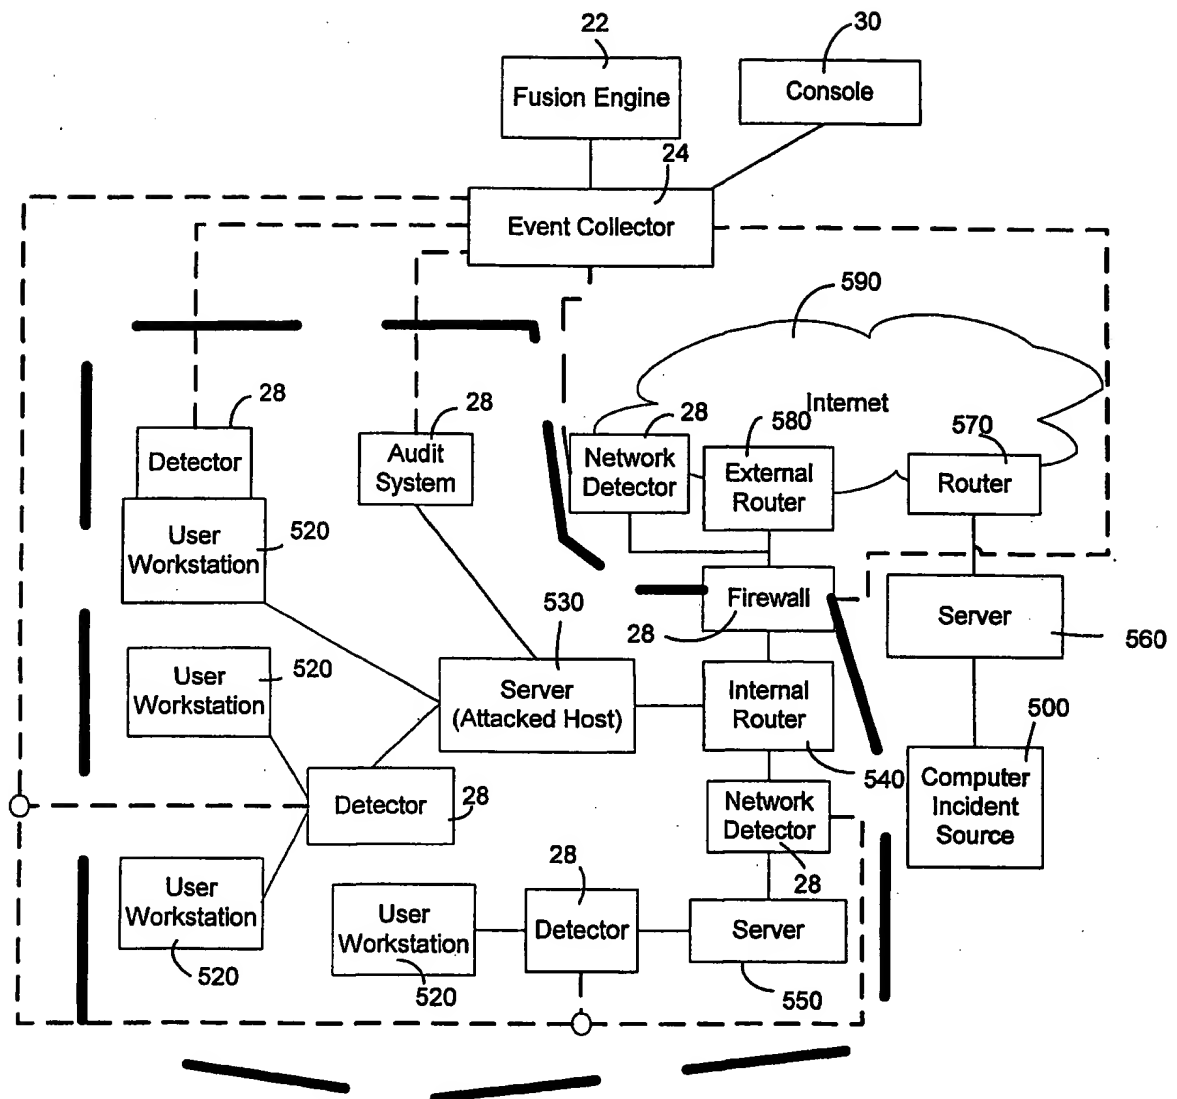 22
30
Fusion Engine
Console
24
Event Collector
590
Internet
28
28
28
580
570
Detector
Audit
System
Network
Detector
External
Router
Router
User
Workstation
520
530
Firewall
28
Server
560
User
Workstation
520
Server
(Attacked Host)
Internal
Router
540
500
Computer
Incident
Source
Detector
28
Network
Detector
28
28
User
Workstation
520
User
Workstation
520
Detector
Server
550